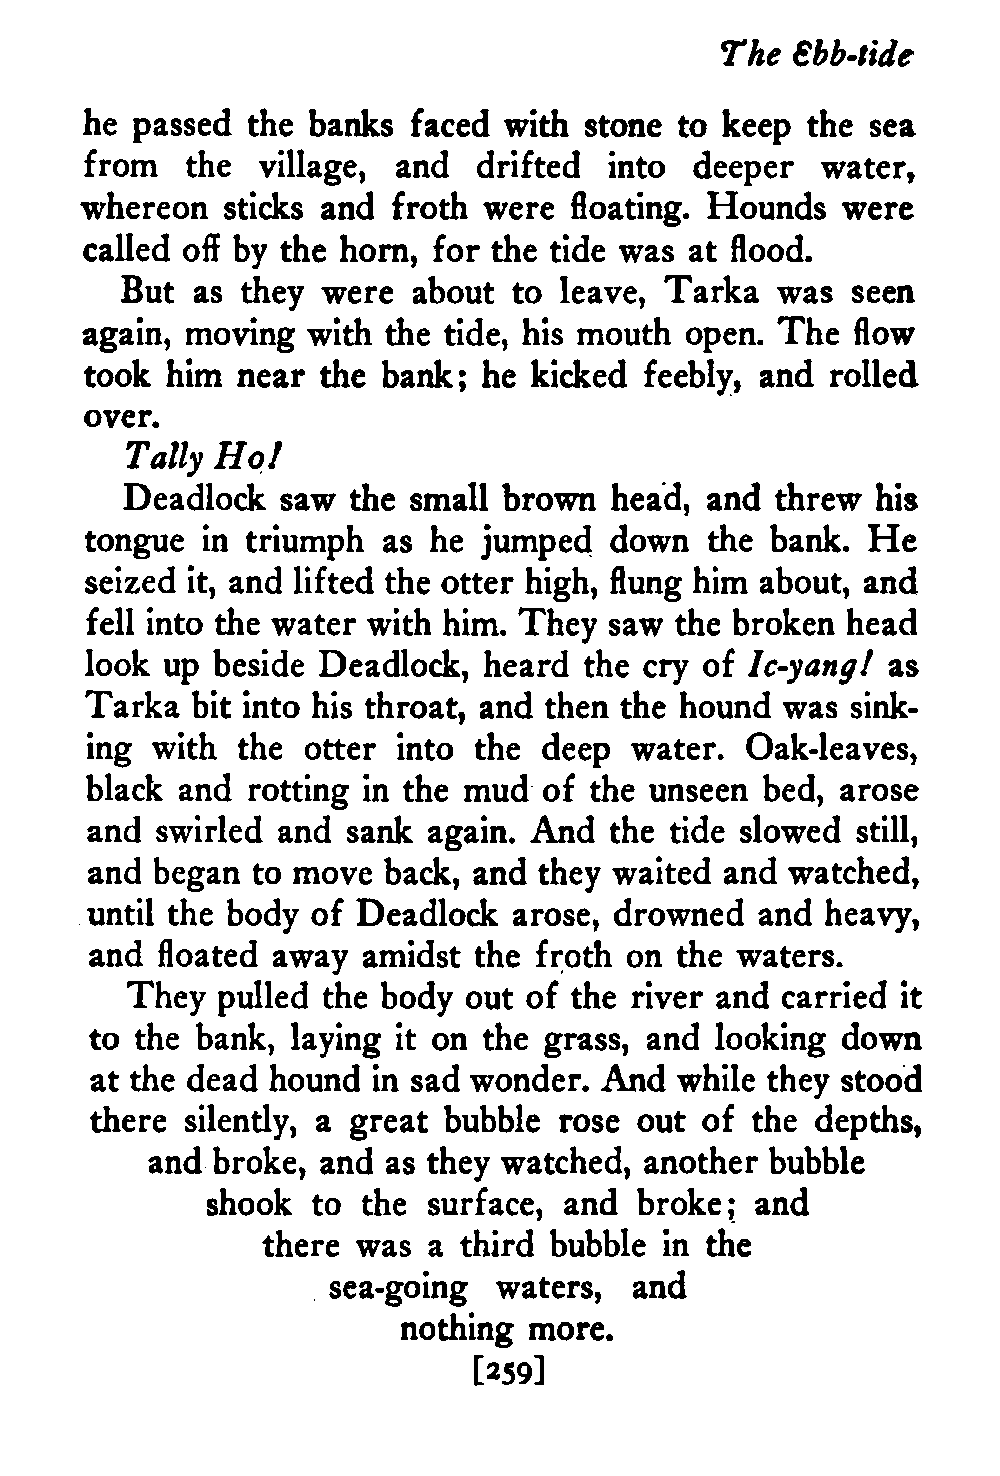 The Ebb-tide
he passed the banks faced with stone to keep the sea
from the village, and drifted into deeper water,
whereon sticks and froth were floating. Hounds were
called off by the horn, for the tide was at flood.
But as they were about to leave, Tarka was seen
again, moving with the tide, his mouth open. The flow
took him near the bank; he kicked feebly, and rolled
over.
Tally Ho!
Deadlock saw the small brown head, and threw his
tongue in triumph as he jumped down the bank. He
seized it, and lifted the otter high, flung him about, and
fell into the water with him. They saw the broken head
look up beside Deadlock, heard the cry of Ic-yang! as
Tarka bit into his throat, and then the hound was sink-
ing with the otter into the deep water. Oak-leaves,
black and rotting in the mud of the unseen bed, arose
and swirled and sank again. And the tide slowed still,
and began to move back, and they waited and watched,
until the body of Deadlock arose, drowned and heavy,
and floated away amidst the froth on the waters.
They pulled the body out of the river and carried it
to the bank, laying it on the grass, and looking down
at the dead hound in sad wonder. And while they stood
there silently, a great bubble rose out of the depths,
and broke, and as they watched, another bubble
shook to the surface, and broke; and
there was a third bubble in the
sea-going waters, and
nothing more.
[259]